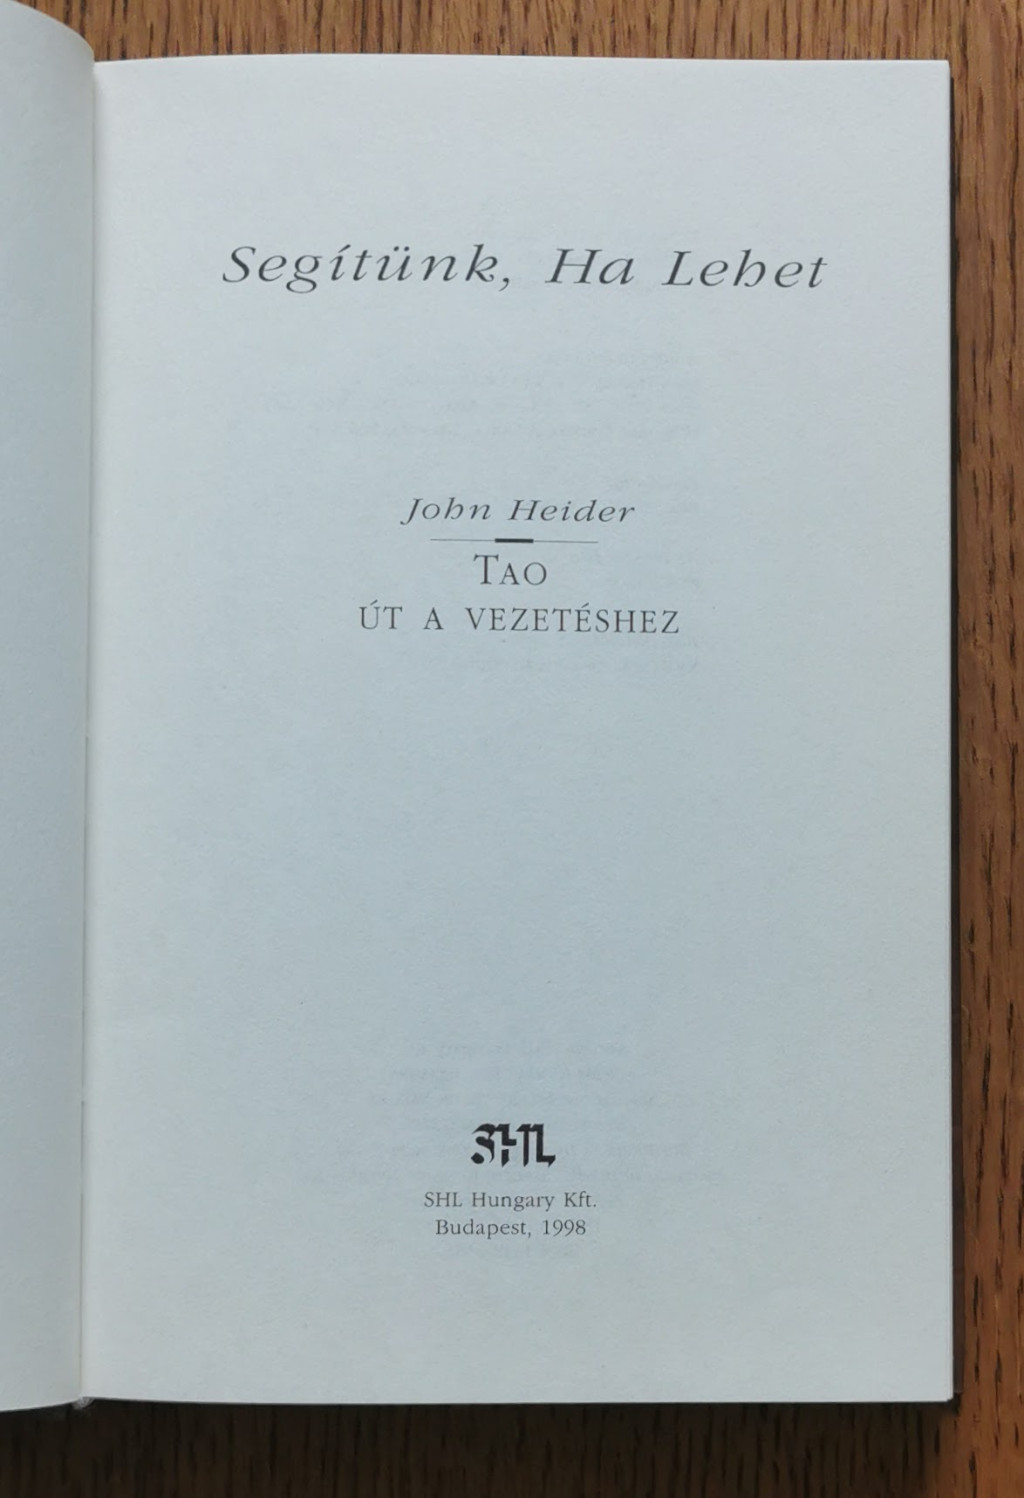 Segítünk, Ha Lehet
John Heider
TAO
ÚT A VEZETÉSHEZ
SHL
SHL Hungary Kft.
Budapest, 1998